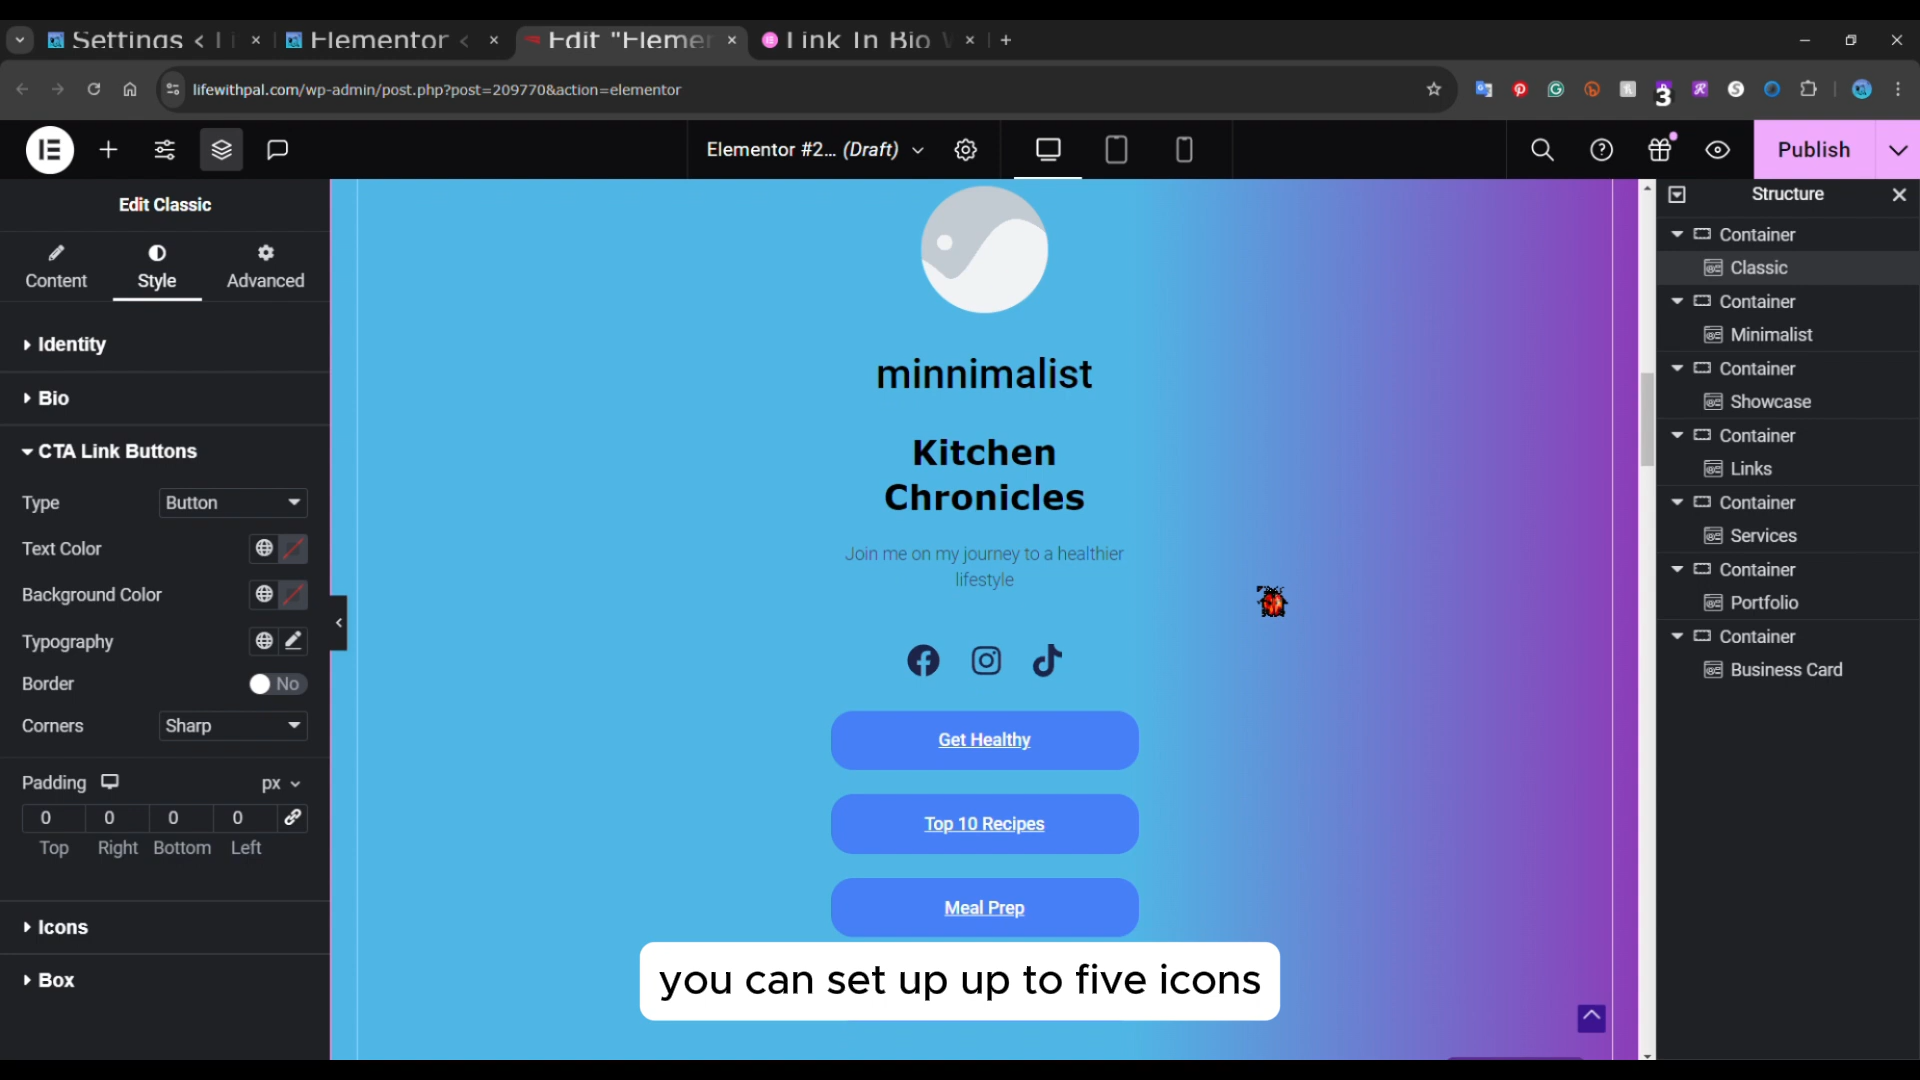 Settings < Li
Elementor <
Edit "Elemer
Link In Bio
lifewithpal.com/wp-admin/post.php?post=209770&action=elementor
3
Elementor #2... (Draft)
Publish
Edit Classic
Content
Style
Advanced
Identity
Bio
CTA Link Buttons
Type
Button
Text Color
Background Color
Typography
Border
No
Corners
Sharp
Padding
px
0
0
0
0
Top
Right
Bottom
Left
Icons
Box
minnimalist
Kitchen
Chronicles
Join me on my journey to a healthier
lifestyle
Get Healthy
Top 10 Recipes
Meal Prep
you can set up up to five icons
Structure
Container
Classic
Container
Minimalist
Container
Showcase
Container
Links
Container
Services
Container
Portfolio
Container
Business Card